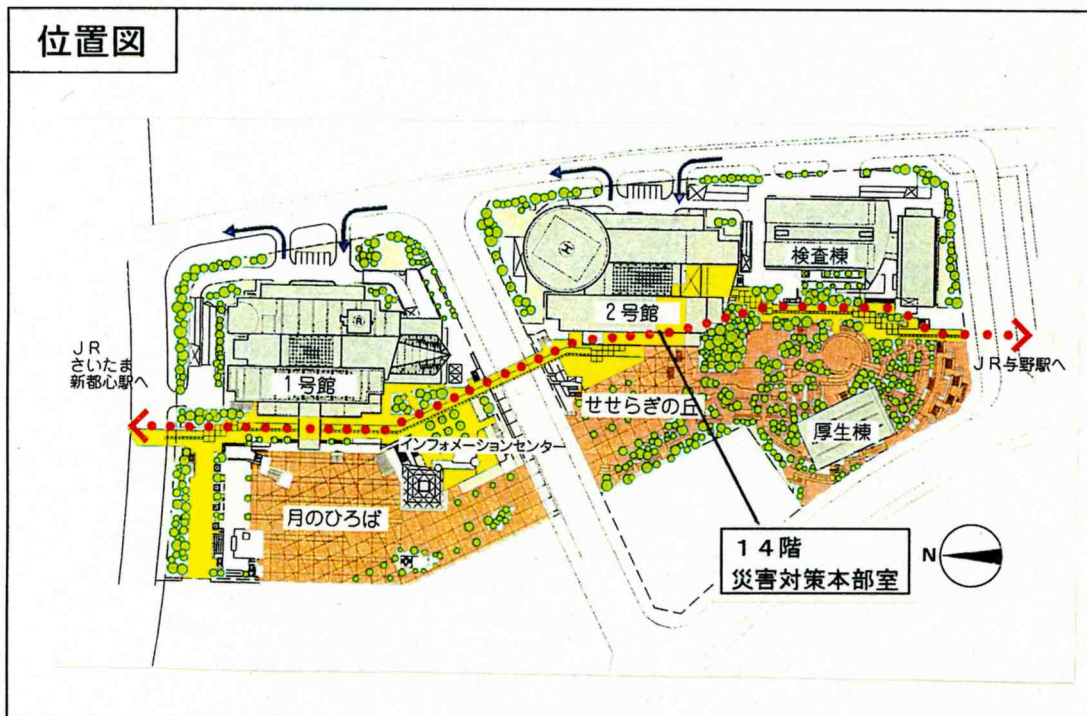 位置図
検査棟
2号館
JR
さいたま
新都心駅へ
1号館
JR与野駅へ
せせらぎの丘
厚生棟
インフォメーションセンター
月のひろば
14階
災害対策本部室
N
H
R